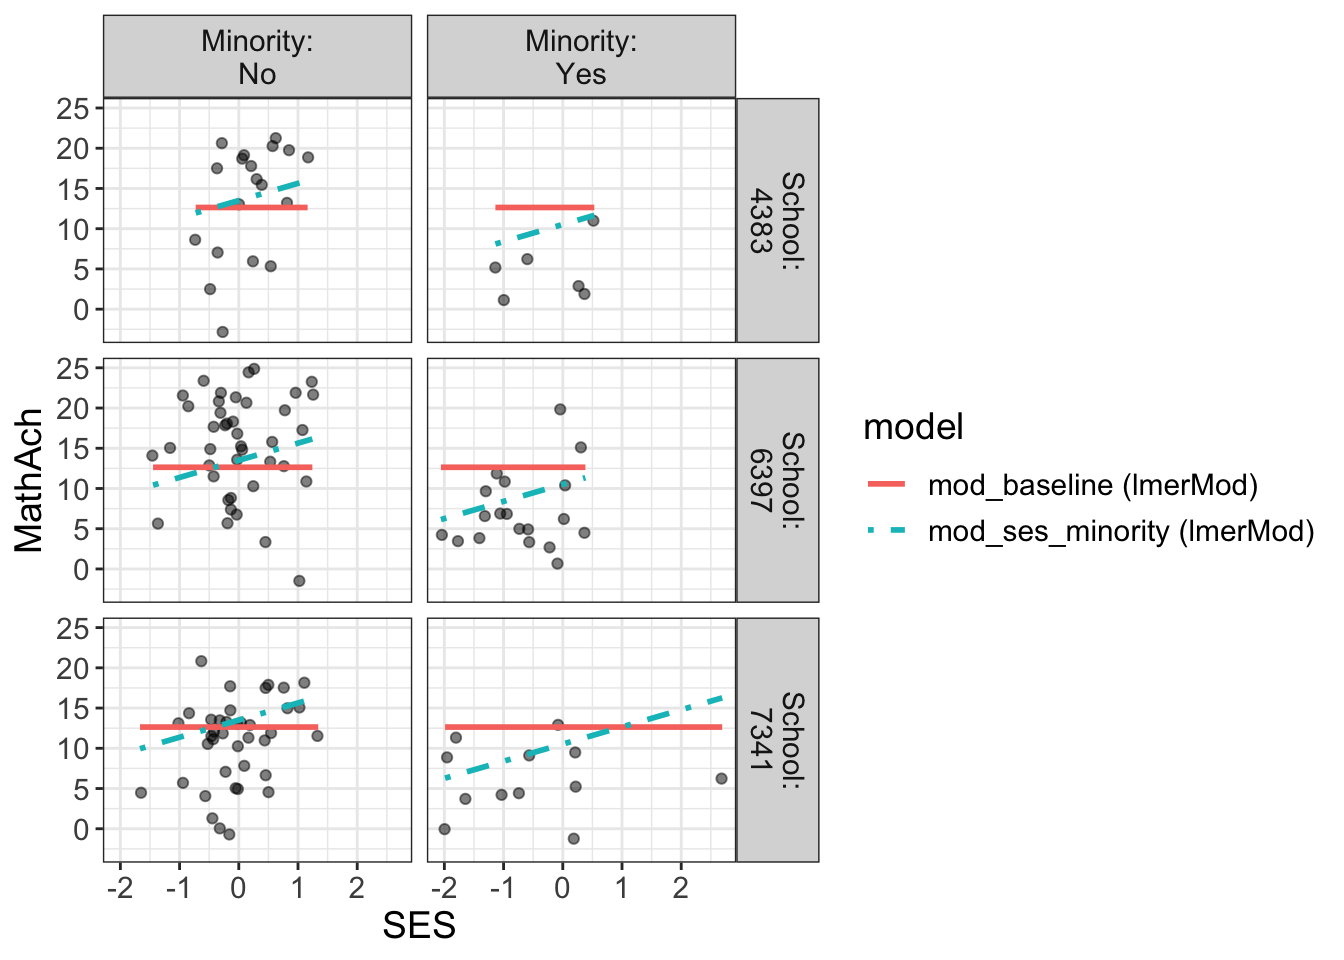 Minority:
No
Minority:
Yes
25
20
15
10
5
0
School:
4383
25
20
15
10
5
0
School:
6397
25
20
15
10
5
0
School:
7341
-2 -1 0 1 2
-2 -1 0 1 2
SES
MathAch
model
mod_baseline (lmerMod)
mod_ses_minority (lmerMod)